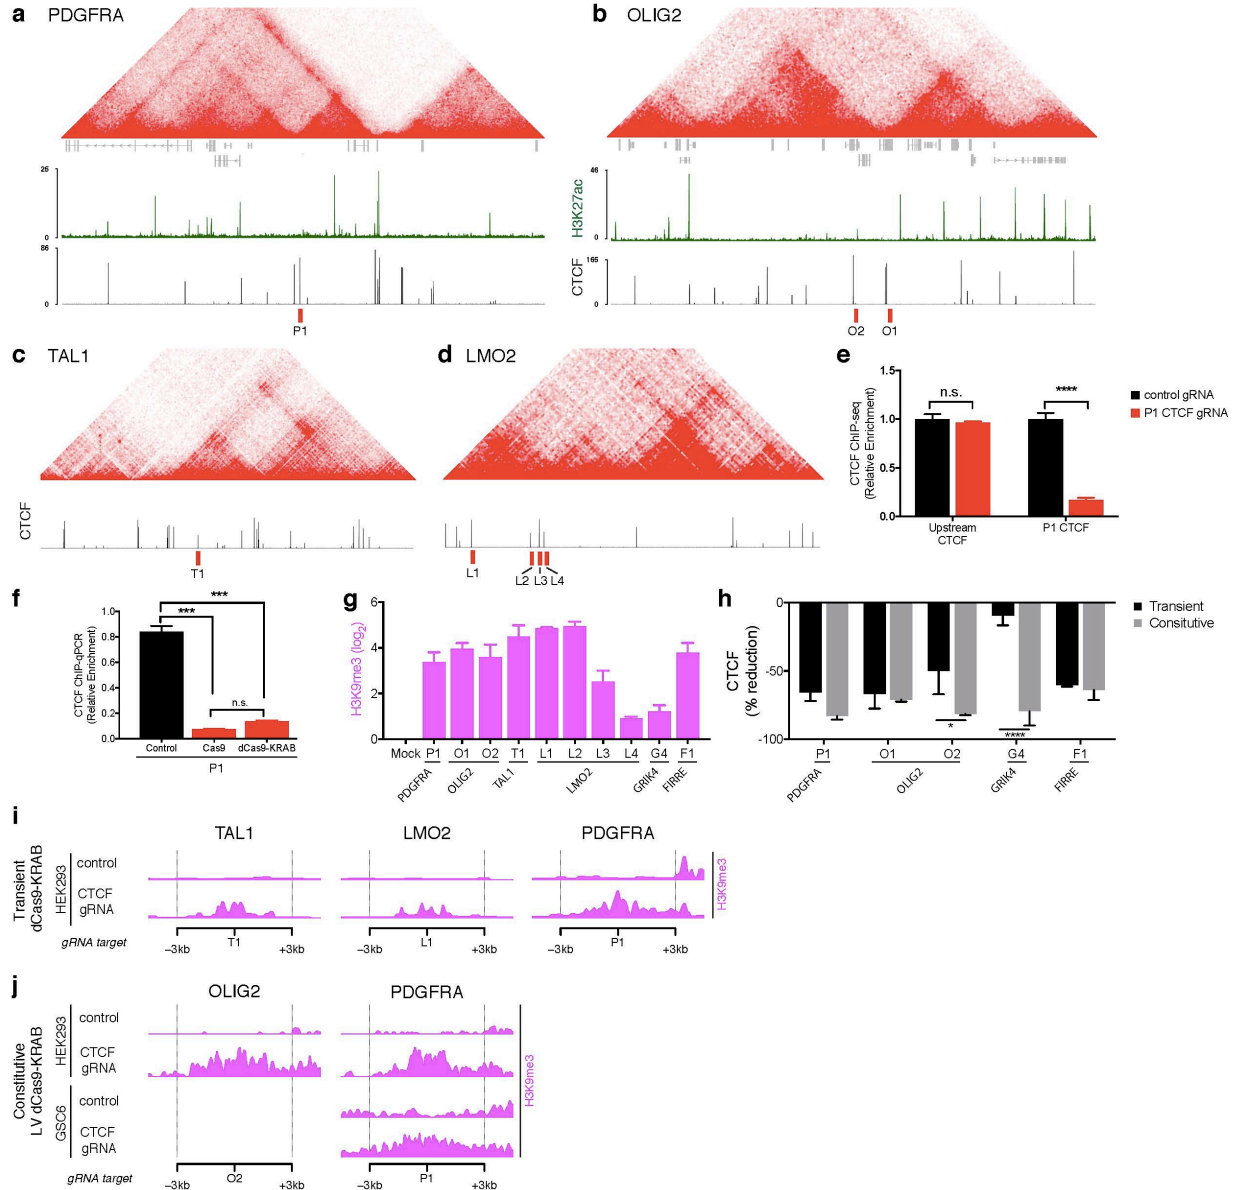 a PDGFRA
b OLIG2
25
0
86
0
P1
46
H3K27ac
0
165
CTCF
0
O2 O1
c TAL1
CTCF
T1
d LMO2
L1
L2 L3 L4
e
1.5
1.0
0.5
0.0
CTCF ChIP-seq
(Relative Enrichment)
n.s.
****
control gRNA
P1 CTCF gRNA
Upstream
CTCF
P1 CTCF
f
1.0
0.8
0.6
0.4
0.2
0.0
CTCF ChIP-qPCR
(Relative Enrichment)
***
***
n.s.
Control Cas9 dCas9-KRAB
P1
g
6
4
2
0
H3K9me3 (log2)
Mock P1 O1 O2 T1 L1 L2 L3 L4 G4 F1
PDGFRA OLIG2 TAL1 LMO2 GRIK4 FIRRE
h
0
-50
-100
CTCF
(% reduction)
Transient
Consitutive
*
****
P1 O1 O2 G4 F1
PDGFRA OLIG2 GRIK4 FIRRE
i
TAL1 LMO2 PDGFRA
Transient
dCas9-KRAB
HEK293
control
CTCF
gRNA
H3K9me3
gRNA target
−3kb T1 +3kb
−3kb L1 +3kb
−3kb P1 +3kb
j
OLIG2 PDGFRA
Constitutive
LV dCas9-KRAB
HEK293
control
CTCF
gRNA
GSC6
control
CTCF
gRNA
H3K9me3
gRNA target
−3kb O2 +3kb
−3kb P1 +3kb